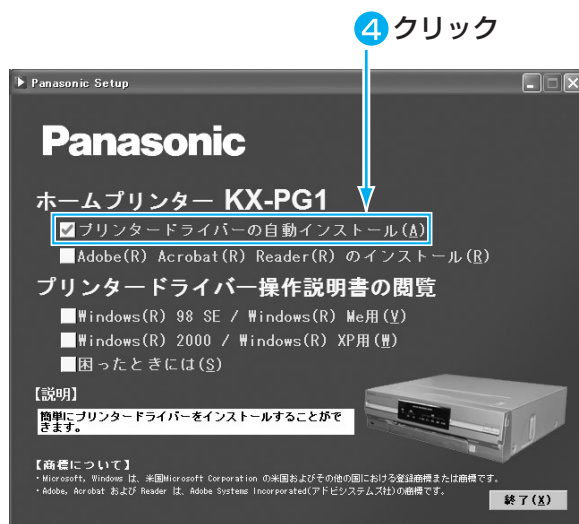 4 クリック
Panasonic Setup
Panasonic
ホームプリンター KX-PG1
プリンタードライバーの自動インストール(A)
Adobe(R) Acrobat(R) Reader(R) のインストール(R)
プリンタードライバー操作説明書の閲覧
Windows(R) 98 SE / Windows(R) Me用(V)
Windows(R) 2000 / Windows(R) XP用(W)
困ったときには(S)
【説明】
簡単にプリンタードライバーをインストールすることがで
きます。
【商標について】
・Microsoft, Windows は、米国Microsoft Corporation の米国およびその他の国における登録商標または商標です。
・Adobe, Acrobat および Reader は、Adobe Systems Incorporated(アドビシステムズ社)の商標です。
終了(X)